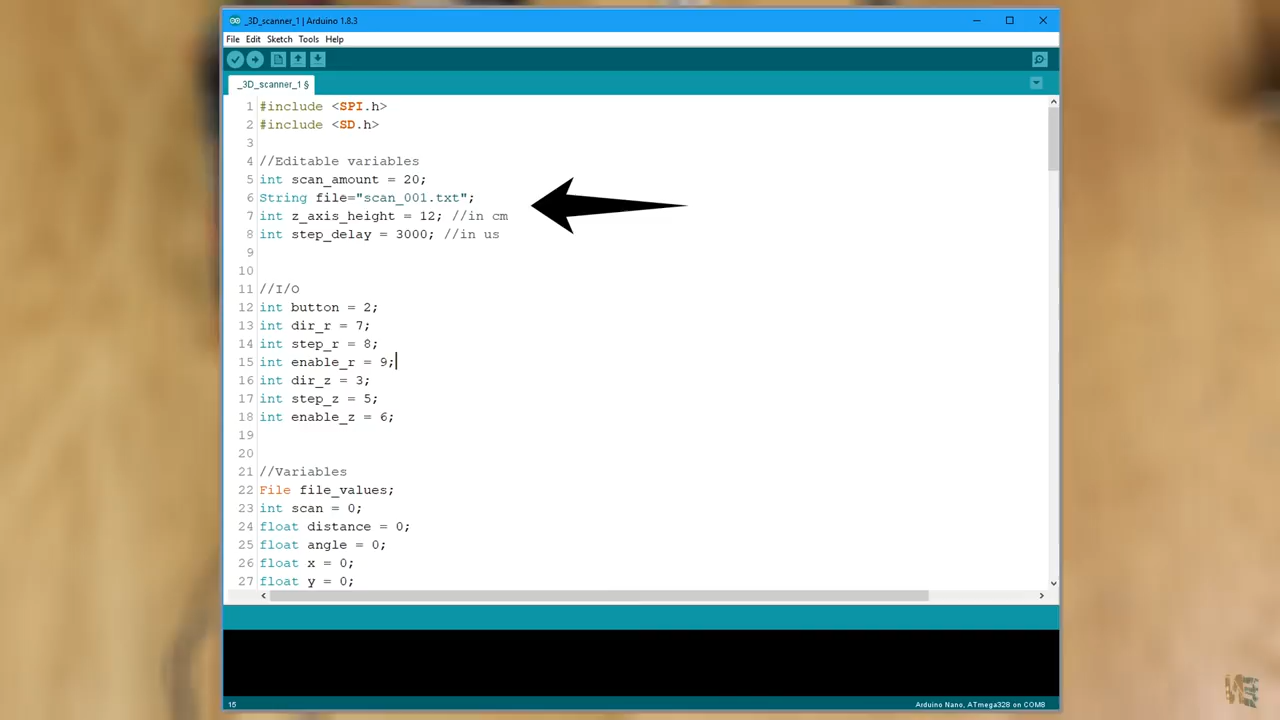 _3D_scanner_1 | Arduino 1.8.3
File Edit Sketch Tools Help
_3D_scanner_1 §
1 #include <SPI.h>
2 #include <SD.h>
3
4 //Editable variables
5 int scan_amount = 20;
6 String file="scan_001.txt";
7 int z_axis_height = 12; //in cm
8 int step_delay = 3000; //in us
9
10
11 //I/O
12 int button = 2;
13 int dir_r = 7;
14 int step_r = 8;
15 int enable_r = 9;
16 int dir_z = 3;
17 int step_z = 5;
18 int enable_z = 6;
19
20
21 //Variables
22 File file_values;
23 int scan = 0;
24 float distance = 0;
25 float angle = 0;
26 float x = 0;
27 float y = 0;
15 Arduino Nano, ATmega328 on COM8